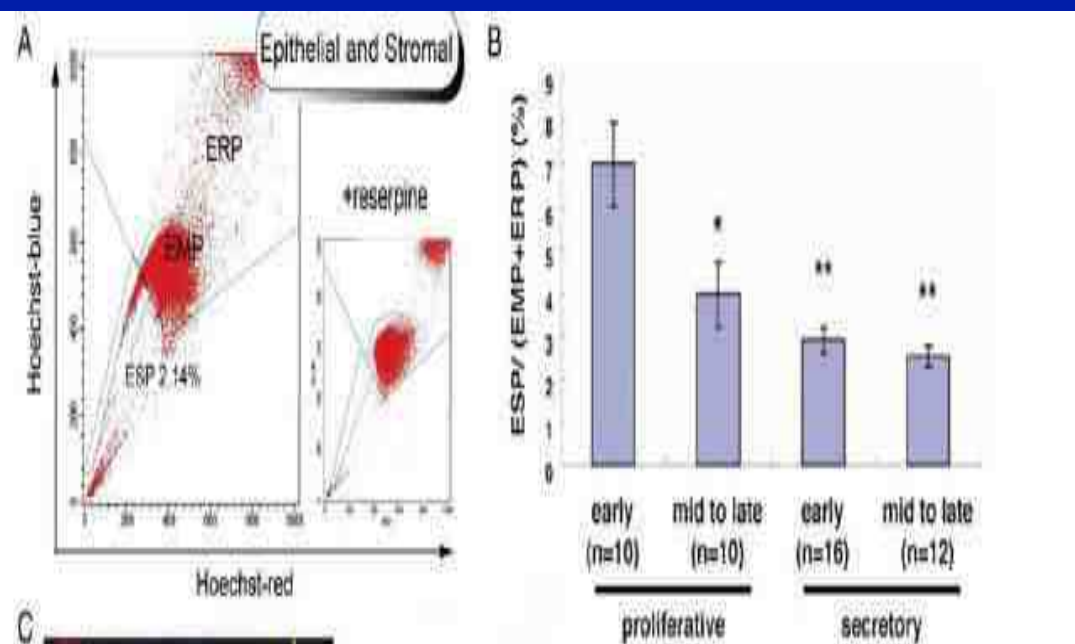 A
Epithelial and Stromal
ERP
EMP
ESP 2.14%
Hoechst-blue
Hoechst-red
+reserpine
B
ESP/ (EMP+ERP) (%)
9
8
7
6
5
4
3
2
1
0
*
**
**
early mid to late early mid to late
(n=10) (n=10) (n=16) (n=12)
proliferative secretory
C